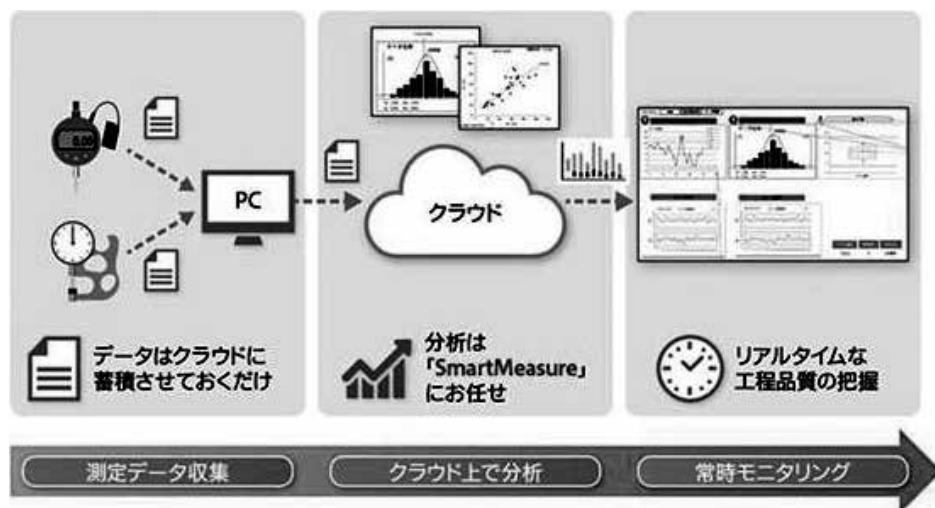 0.00
PC
クラウド
データはクラウドに
蓄積させておくだけ
分析は
「SmartMeasure」
にお任せ
リアルタイムな
工程品質の把握
測定データ収集
クラウド上で分析
常時モニタリング